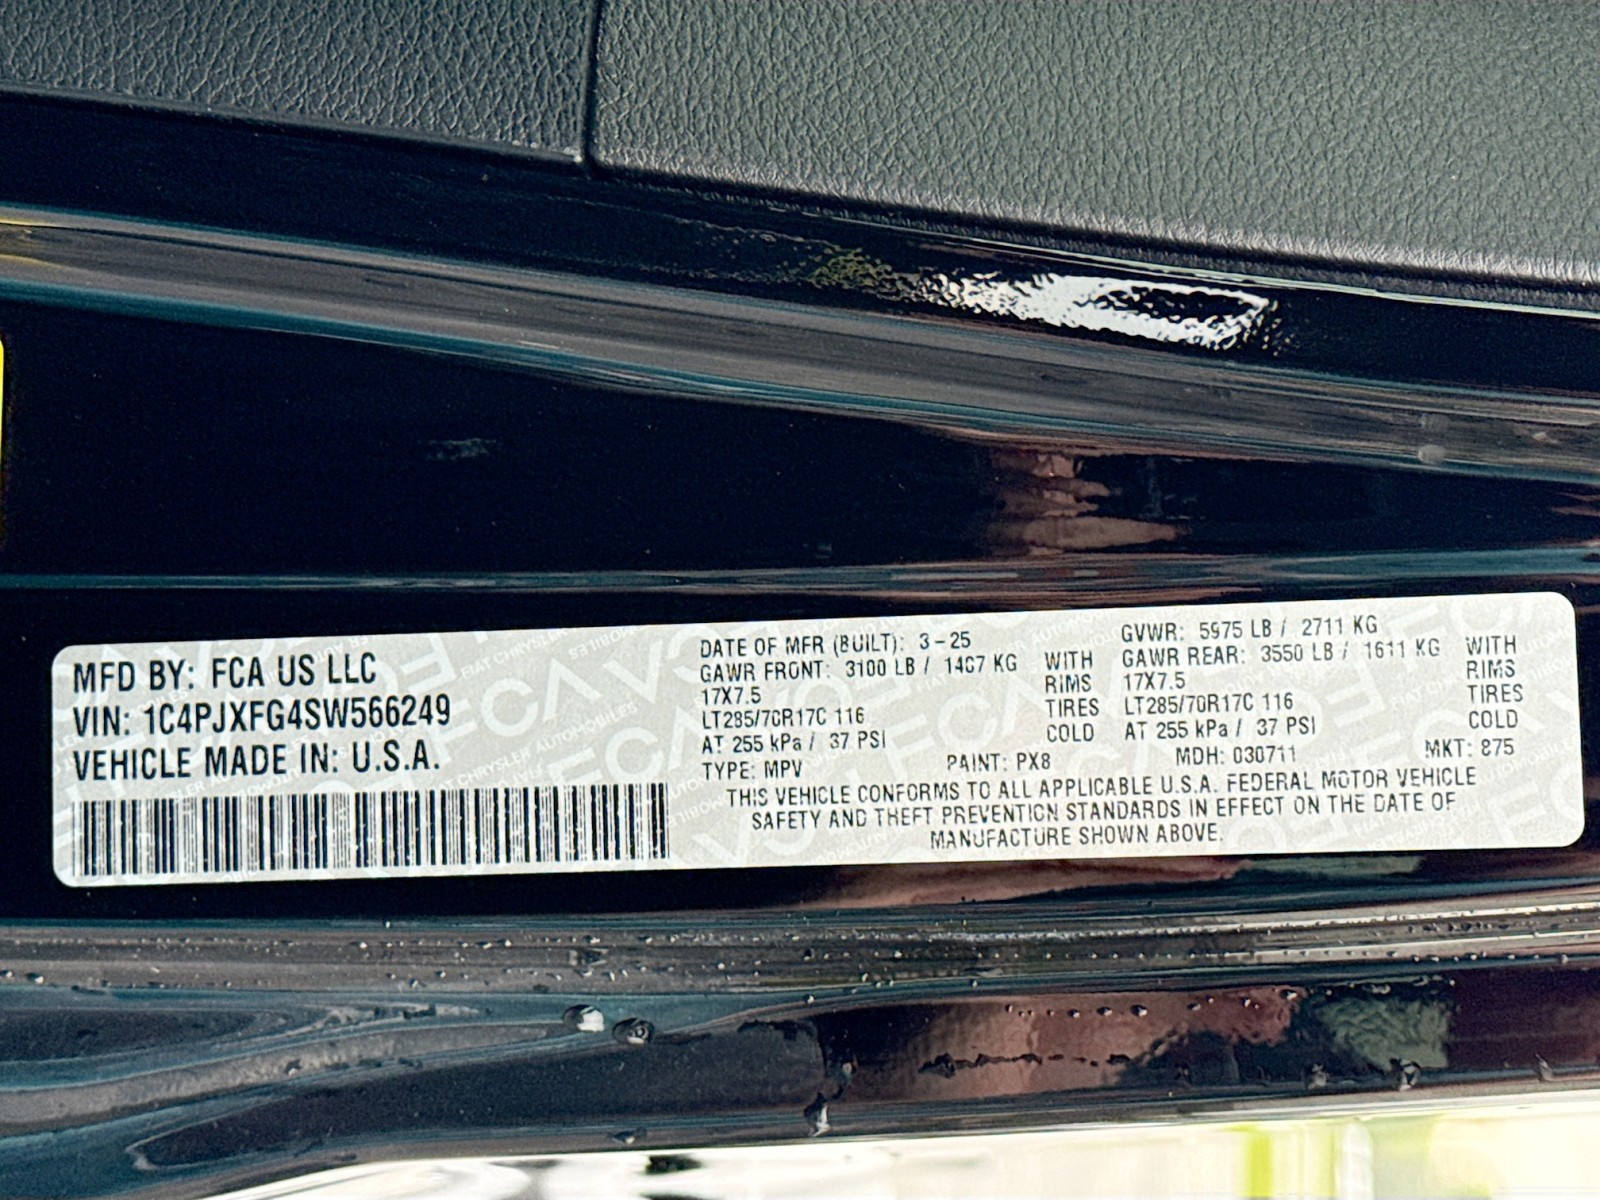 MFD BY: FCA US LLC
VIN: 1C4PJXFG4SW566249
VEHICLE MADE IN: U.S.A.
DATE OF MFR (BUILT): 3-25
GAWR FRONT: 3100 LB / 1407 KG WITH
17X7.5 RIMS
LT285/70R17C 116 TIRES
AT 255 kPa / 37 PSI COLD
GVWR: 5975 LB / 2711 KG
GAWR REAR: 3550 LB / 1611 KG WITH
17X7.5 RIMS
LT285/70R17C 116 TIRES
AT 255 kPa / 37 PSI COLD
TYPE: MPV PAINT: PX8 MDH: 030711 MKT: 875
THIS VEHICLE CONFORMS TO ALL APPLICABLE U.S.A. FEDERAL MOTOR VEHICLE
SAFETY AND THEFT PREVENTION STANDARDS IN EFFECT ON THE DATE OF
MANUFACTURE SHOWN ABOVE.